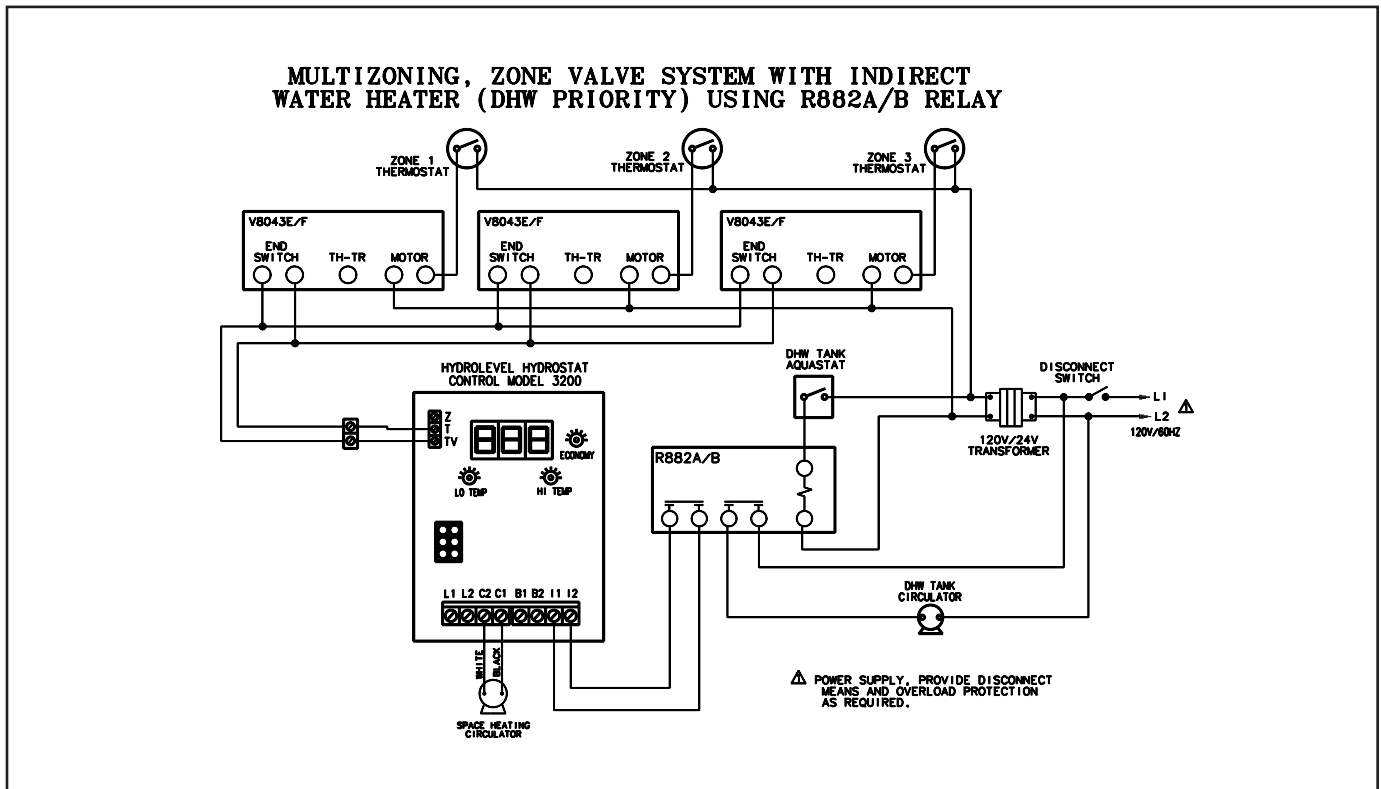 MULTIZONING, ZONE VALVE SYSTEM WITH INDIRECT
WATER HEATER (DHW PRIORITY) USING R882A/B RELAY
ZONE 1
THERMOSTAT
ZONE 2
THERMOSTAT
ZONE 3
THERMOSTAT
V8043E/F
END
SWITCH
TH-TR
MOTOR
V8043E/F
END
SWITCH
TH-TR
MOTOR
V8043E/F
END
SWITCH
TH-TR
MOTOR
HYDROLEVEL HYDROSTAT
CONTROL MODEL 3200
Z
T
TV
888
ECONOMY
LO TEMP
HI TEMP
L1 L2 C2 C1 B1 B2 I1 I2
WHITE
BLACK
SPACE HEATING
CIRCULATOR
DHW TANK
AQUASTAT
R882A/B
120V/24V
TRANSFORMER
DISCONNECT
SWITCH
L1
L2
120V/60HZ
DHW TANK
CIRCULATOR
POWER SUPPLY, PROVIDE DISCONNECT
MEANS AND OVERLOAD PROTECTION
AS REQUIRED.